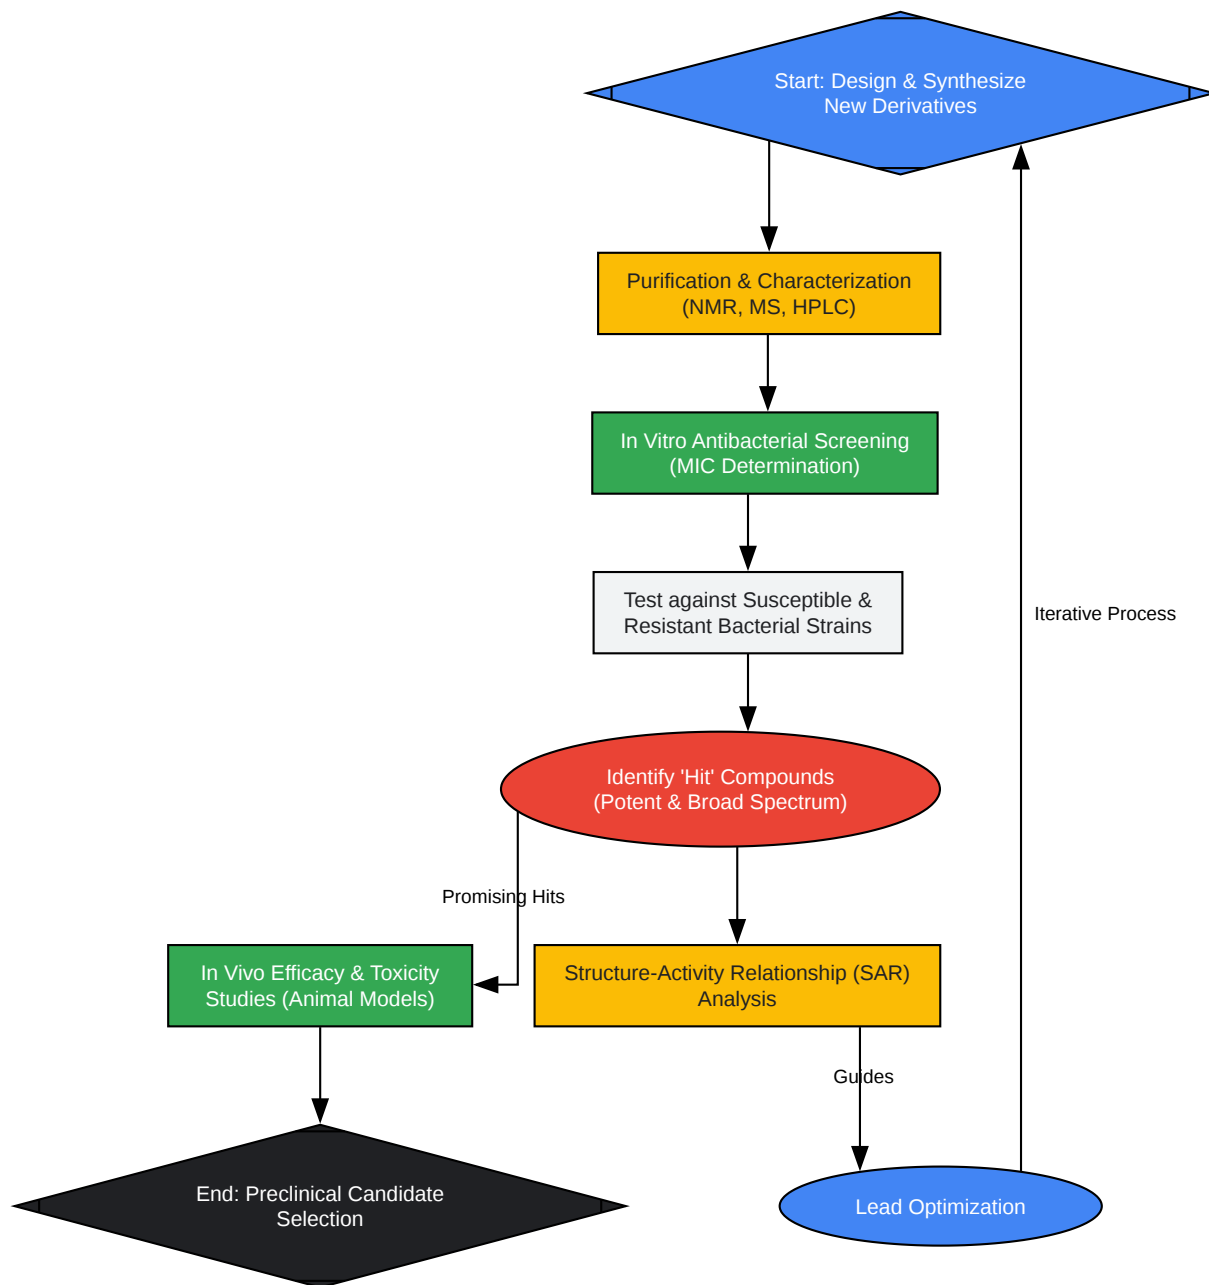 Start: Design & Synthesize
New Derivatives
Purification & Characterization
(NMR, MS, HPLC)
In Vitro Antibacterial Screening
(MIC Determination)
Test against Susceptible &
Resistant Bacterial Strains
Iterative Process
Identify 'Hit' Compounds
(Potent & Broad Spectrum)
Promising Hits
In Vivo Efficacy & Toxicity
Studies (Animal Models)
Structure-Activity Relationship (SAR)
Analysis
Guides
End: Preclinical Candidate
Selection
Lead Optimization